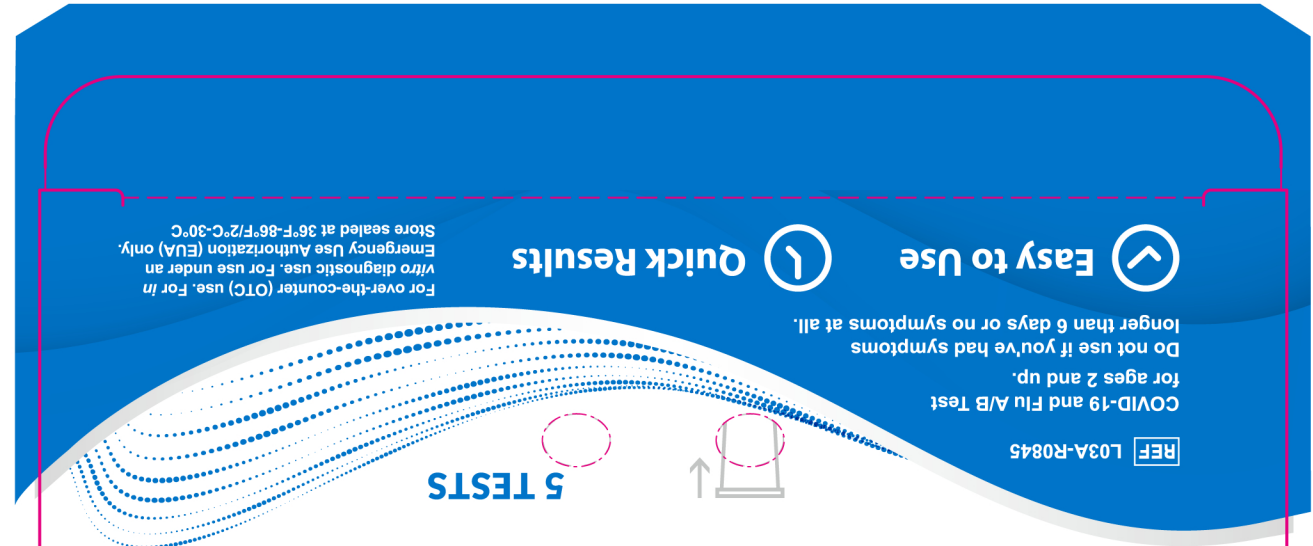 5 TESTS
REF L03A-R0845
COVID-19 and Flu A/B Test
for ages 2 and up.
Do not use if you've had symptoms
longer than 6 days or no symptoms at all.
Easy to Use
Quick Results
For over-the-counter (OTC) use. For in
vitro diagnostic use. For use under an
Emergency Use Authorization (EUA) only.
Store sealed at 36°F-86°F/2°C-30°C